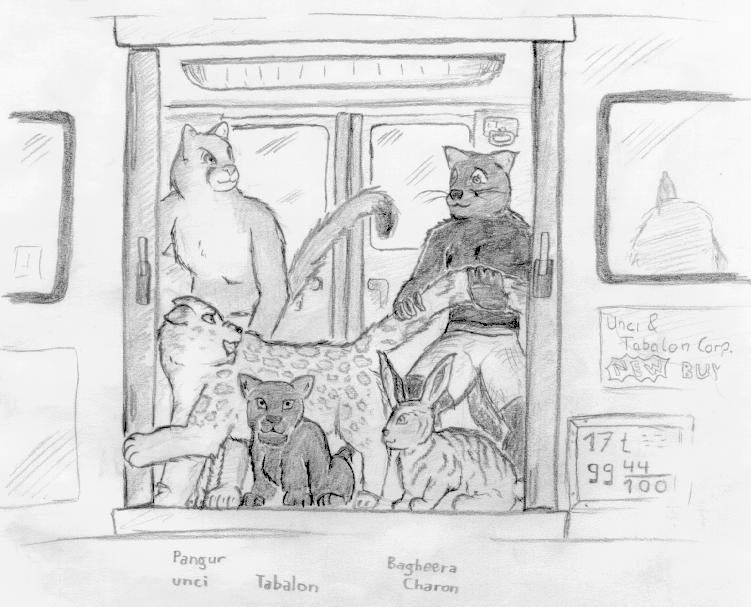 Unci &
Tabalon Corp.
NEW BUY
17 t
99 44/100
Pangur
unci
Tabalon
Bagheera
Charon